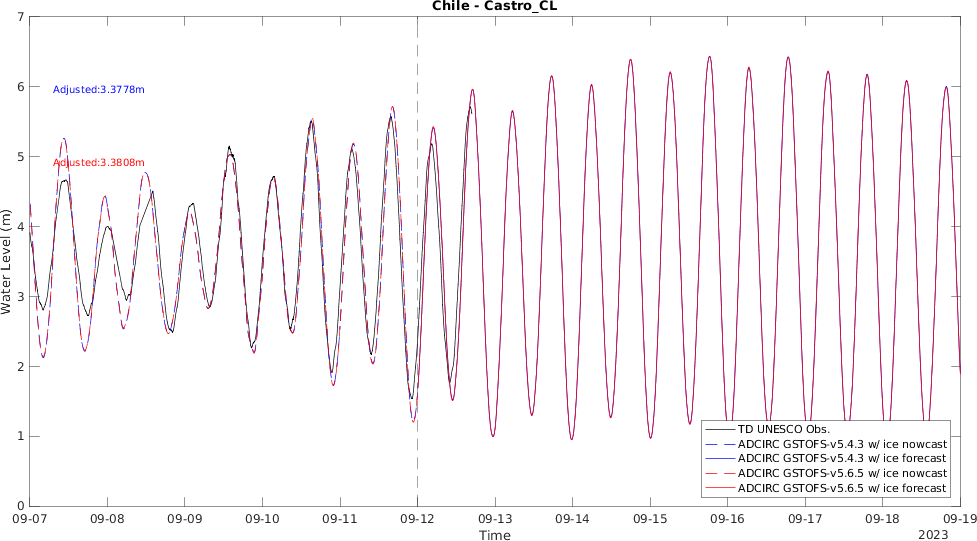 Chile - Castro_CL
7
6
5
4
3
2
1
0
Water Level (m)
Adjusted:3.3778m
Adjusted:3.3808m
TD UNESCO Obs.
ADCIRC GSTOFS-v5.4.3 w/ ice nowcast
ADCIRC GSTOFS-v5.4.3 w/ ice forecast
ADCIRC GSTOFS-v5.6.5 w/ ice nowcast
ADCIRC GSTOFS-v5.6.5 w/ ice forecast
09-07 09-08 09-09 09-10 09-11 09-12 09-13 09-14 09-15 09-16 09-17 09-18 09-19
Time
2023